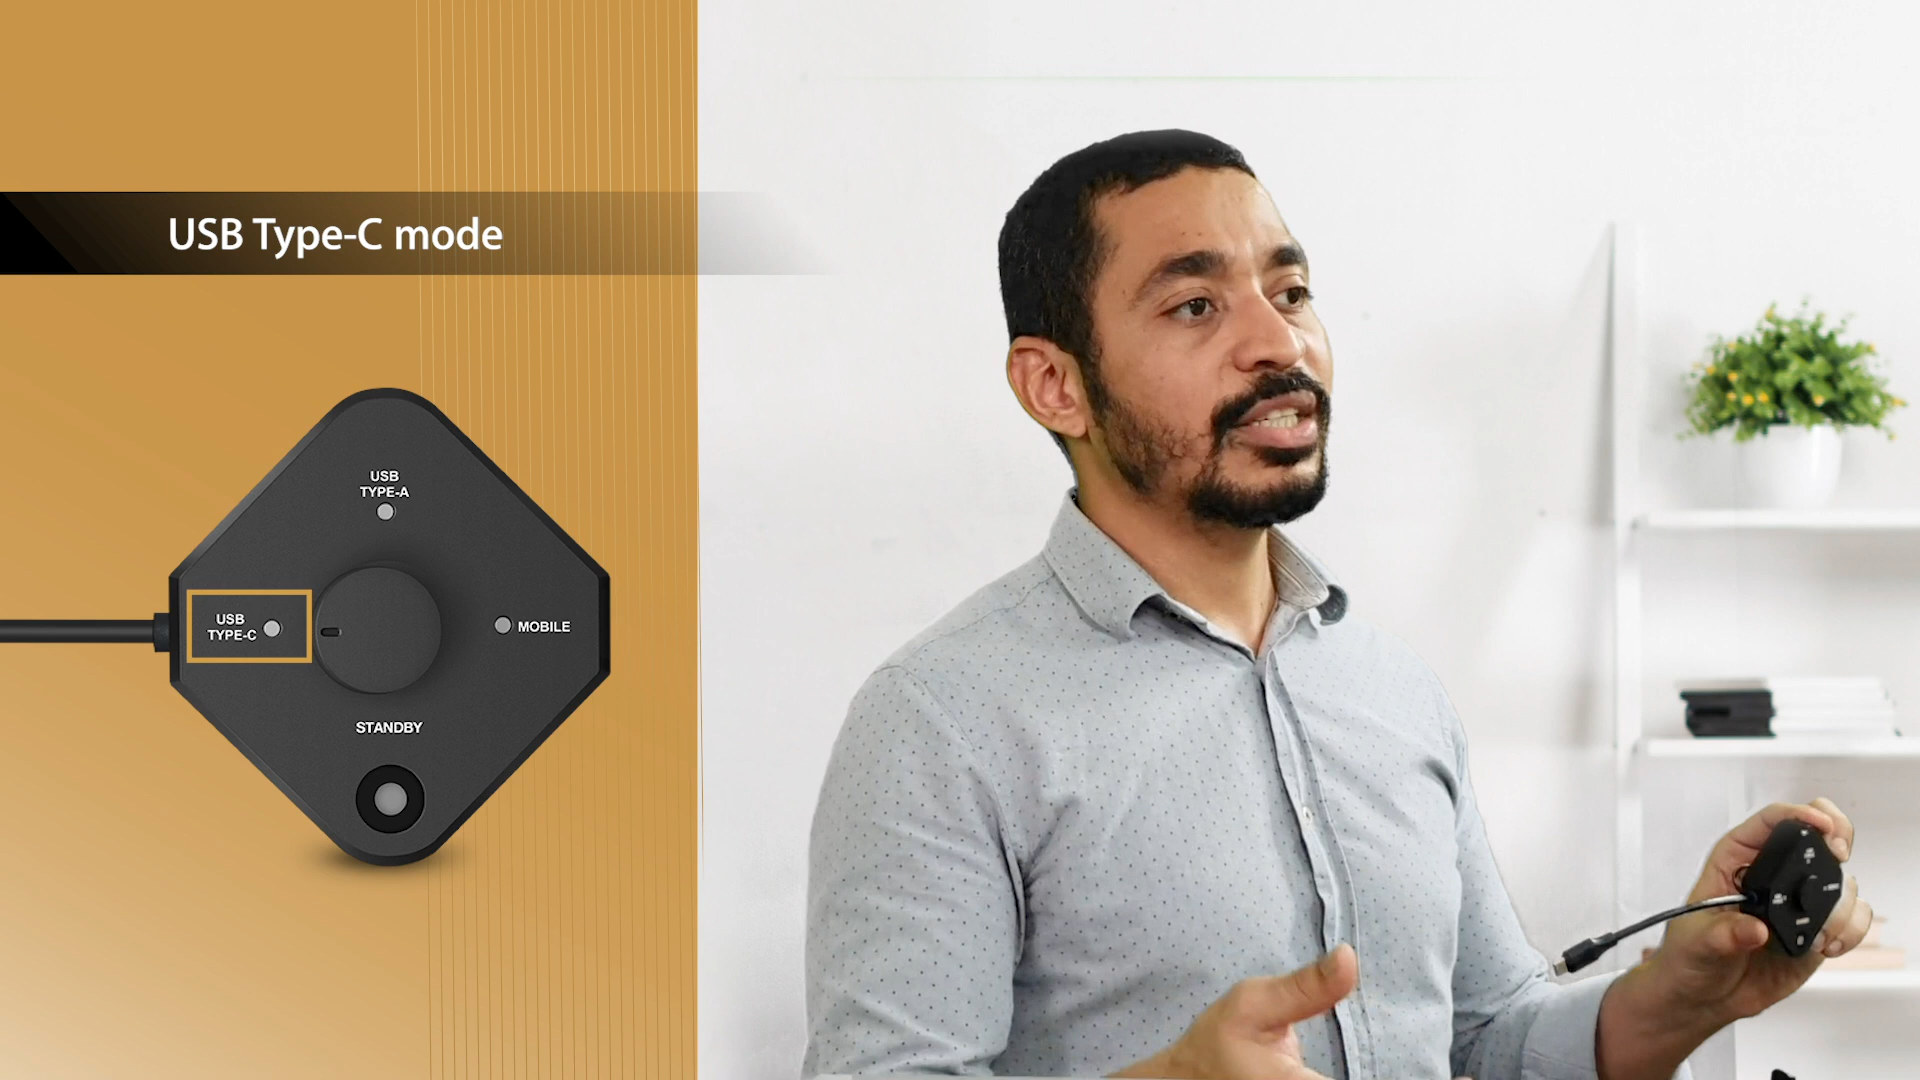 USB Type-C mode
USB
TYPE-A
USB
TYPE-C
MOBILE
STANDBY